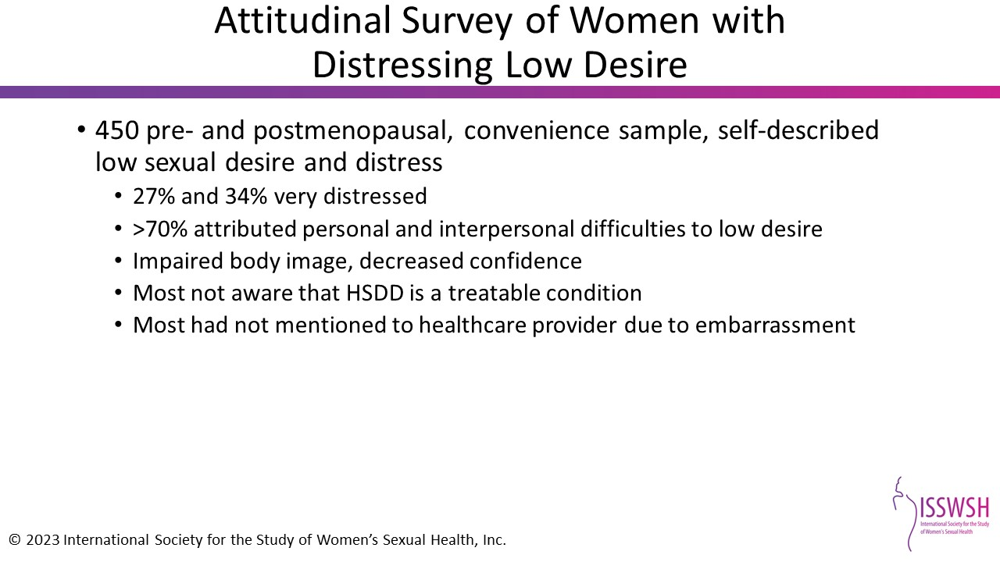 Attitudinal Survey of Women with
Distressing Low Desire
• 450 pre- and postmenopausal, convenience sample, self-described
low sexual desire and distress
• 27% and 34% very distressed
• >70% attributed personal and interpersonal difficulties to low desire
• Impaired body image, decreased confidence
• Most not aware that HSDD is a treatable condition
• Most had not mentioned to healthcare provider due to embarrassment
ISSWSH
International Society for the Study
of Women's Sexual Health
© 2023 International Society for the Study of Women’s Sexual Health, Inc.